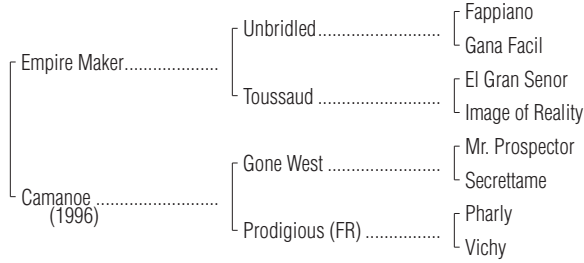 Fappiano
Unbridled
Gana Facil
Empire Maker
El Gran Senor
Toussaud
Image of Reality
Mr. Prospector
Gone West
Secrettame
Camanoe
(1996)
Pharly
Prodigious (FR)
Vichy